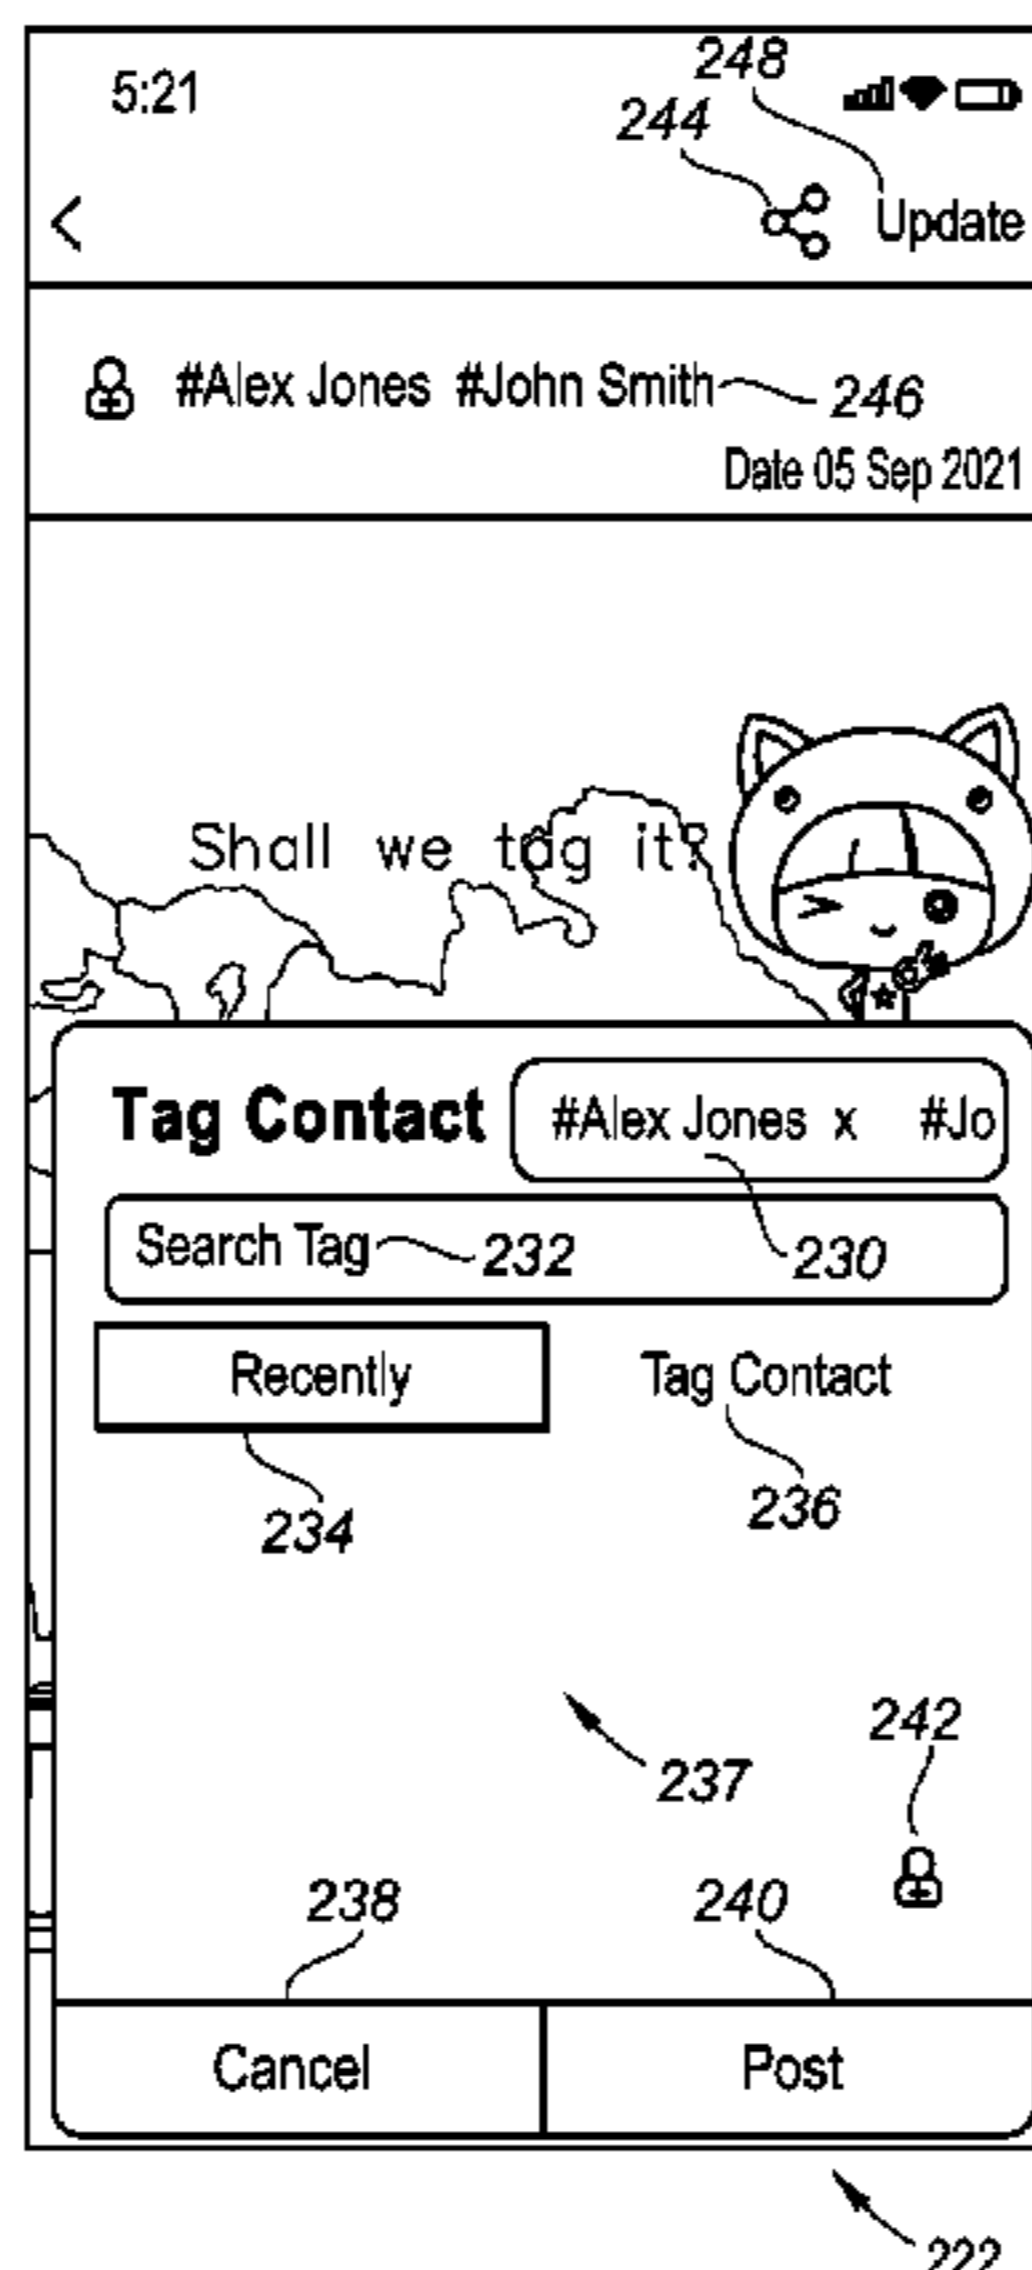 248
5:21
244
< Update
#Alex Jones #John Smith 246
Date 05 Sep 2021
Shall we tag it?
Tag Contact #Alex Jones x #Jo
Search Tag 232 230
Recently Tag Contact
234 236
237
242
238 240
Cancel Post
222